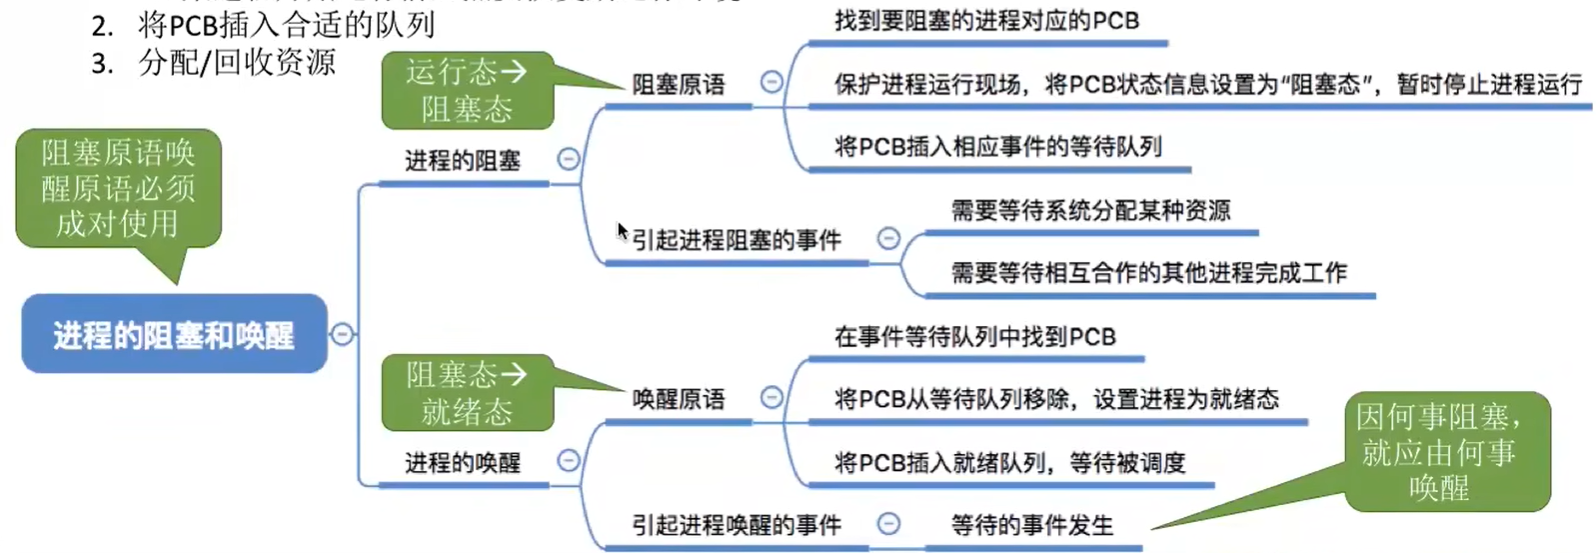 2. 将PCB插入合适的队列
3. 分配/回收资源
找到要阻塞的进程对应的PCB
运行态→
阻塞态
阻塞原语
保护进程运行现场，将PCB状态信息设置为“阻塞态”，暂时停止进程运行
将PCB插入相应事件的等待队列
进程的阻塞
阻塞原语唤
醒原语必须
成对使用
引起进程阻塞的事件
需要等待系统分配某种资源
需要等待相互合作的其他进程完成工作
进程的阻塞和唤醒
在事件等待队列中找到PCB
阻塞态→
就绪态
唤醒原语
将PCB从等待队列移除，设置进程为就绪态
将PCB插入就绪队列，等待被调度
进程的唤醒
引起进程唤醒的事件
等待的事件发生
因何事阻塞，
就应由何事
唤醒